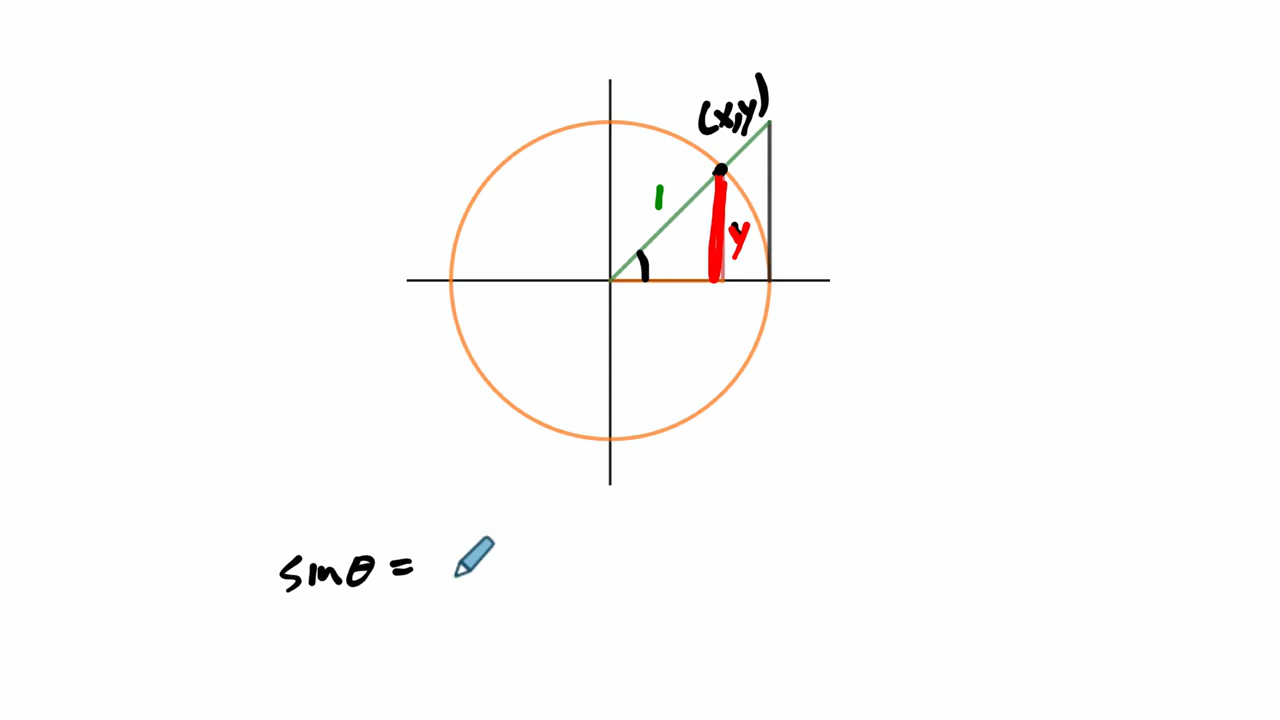 (x,y)
1
y
sinθ =